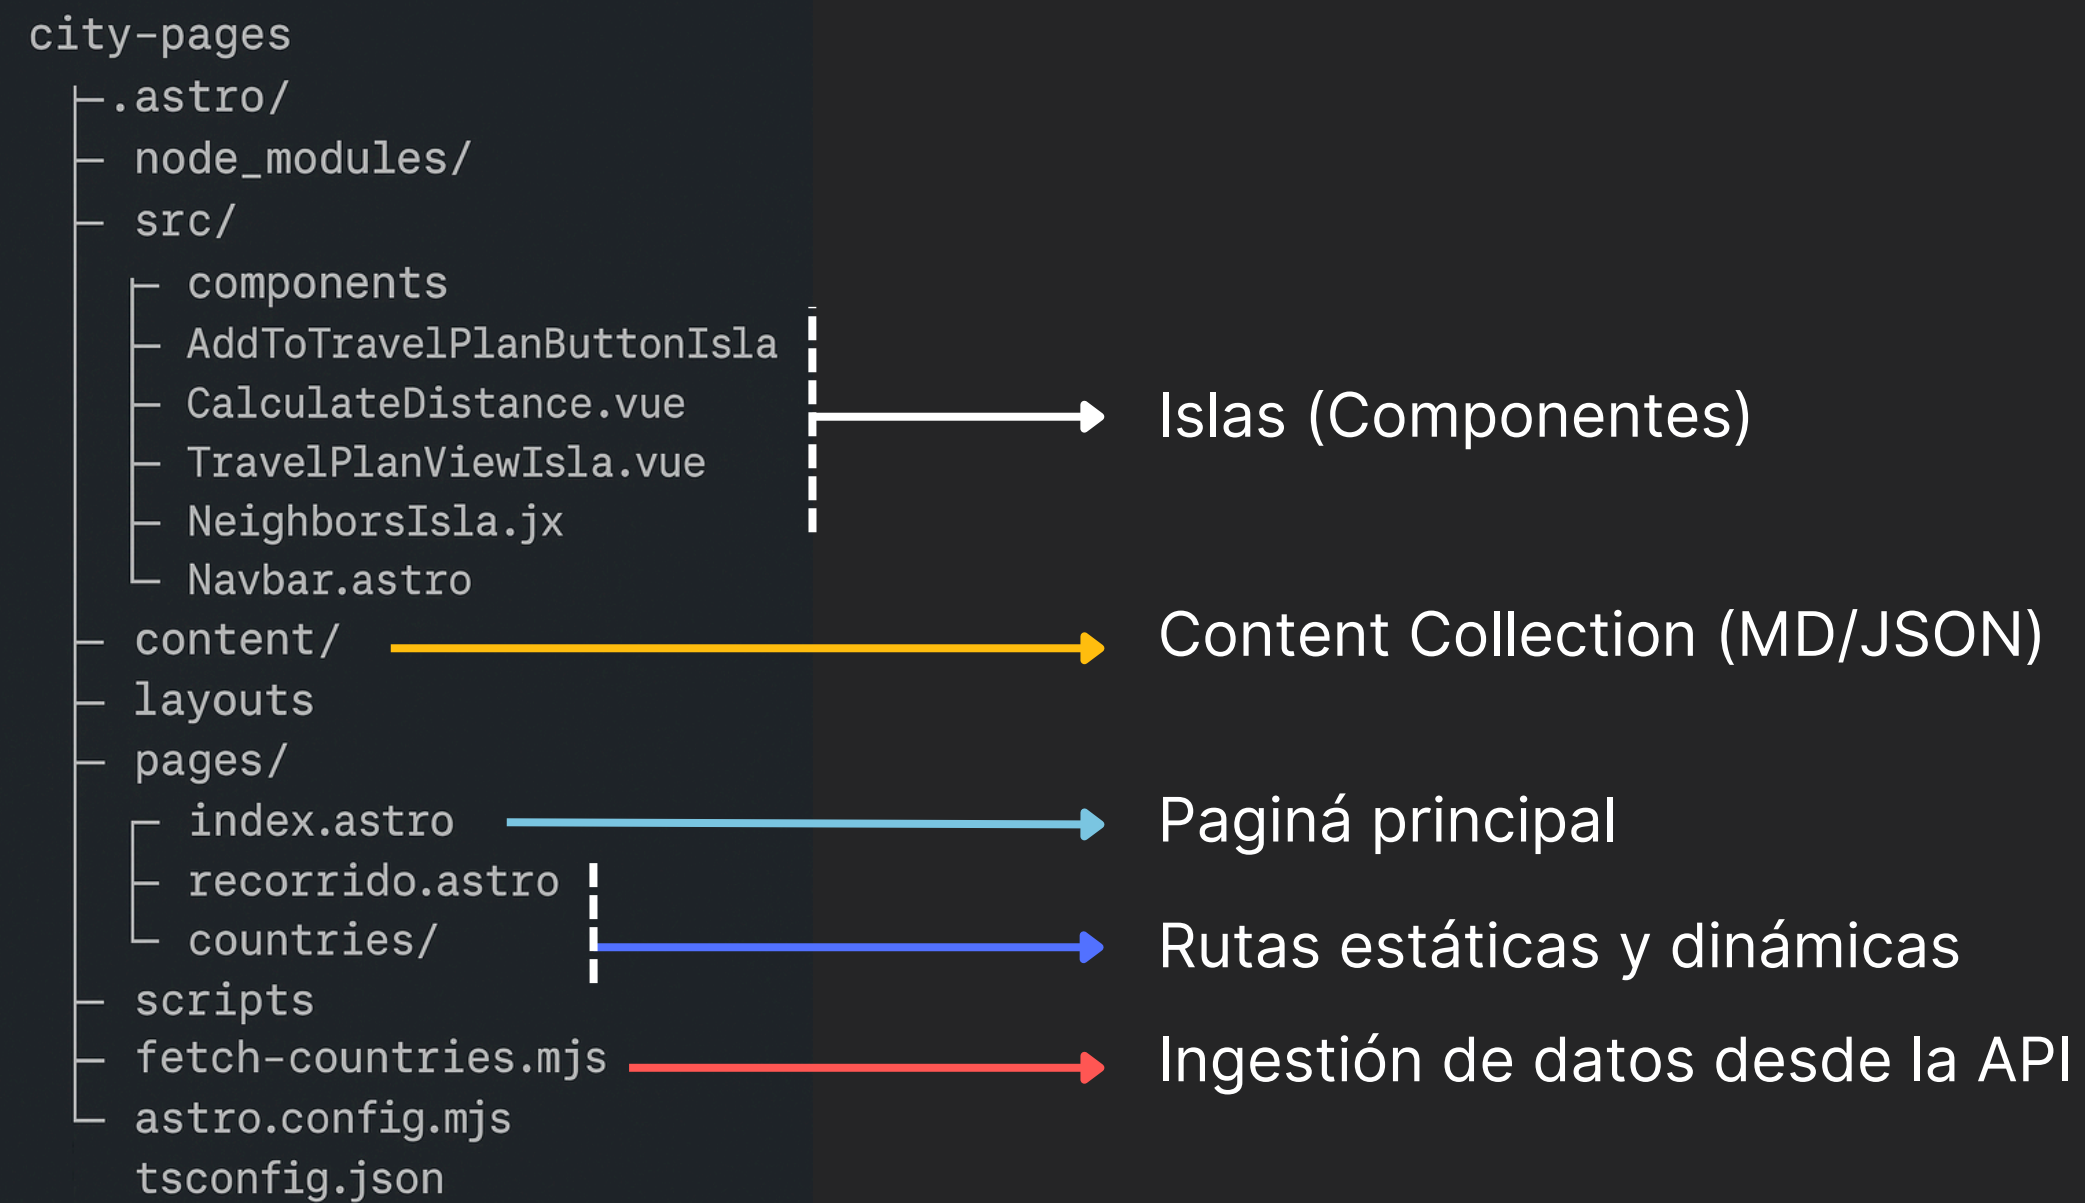 city-pages
.astro/
node_modules/
src/
components
AddToTravelPlanButtonIsla
CalculateDistance.vue
TravelPlanViewIsla.vue
NeighborsIsla.jx
Navbar.astro
Islas (Componentes)
content/
Content Collection (MD/JSON)
layouts
pages/
index.astro
Paginá principal
recorrido.astro
countries/
Rutas estáticas y dinámicas
scripts
fetch-countries.mjs
Ingestión de datos desde la API
astro.config.mjs
tsconfig.json